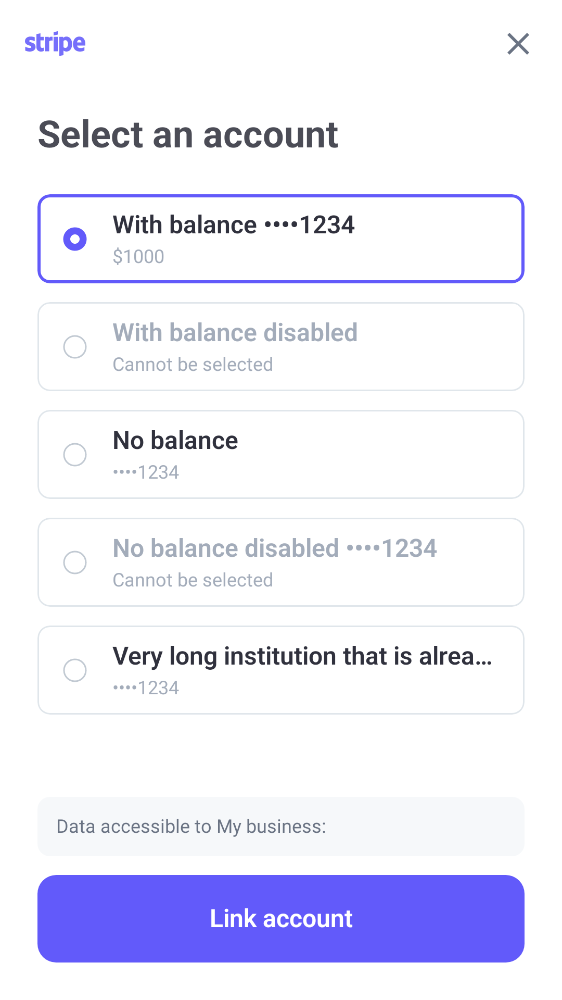 stripe
Select an account
With balance ••••1234
$1000
With balance disabled
Cannot be selected
No balance
••••1234
No balance disabled ••••1234
Cannot be selected
Very long institution that is alrea...
••••1234
Data accessible to My business:
Link account